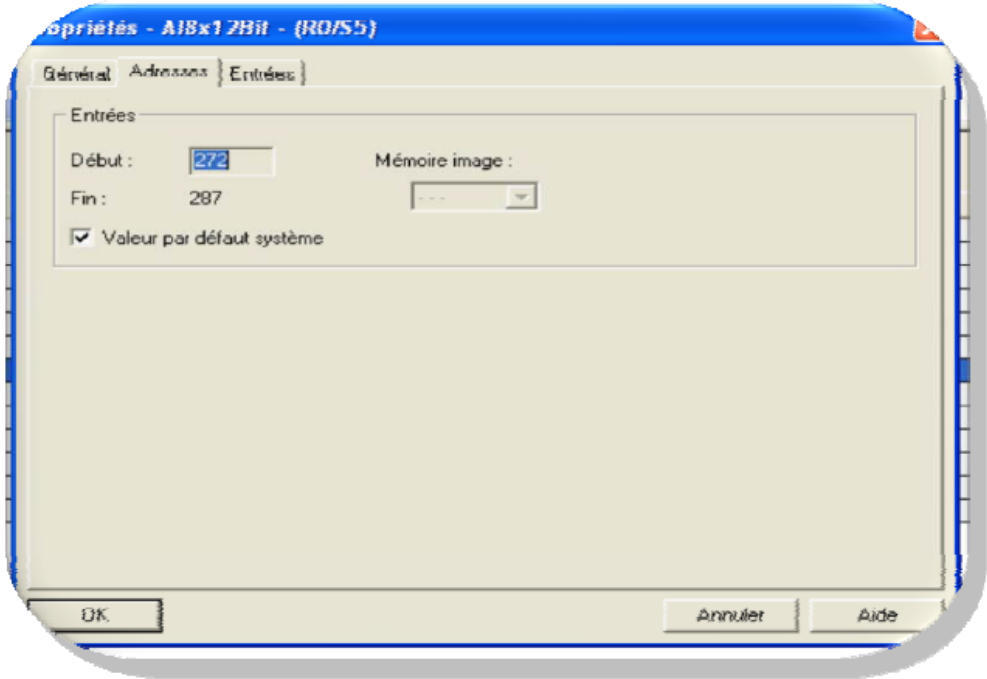 opriétés - AI8x12Bit - (R0/S5)
Général Adresses Entrées
Entrées
Début : 272 Mémoire image :
Fin : 287 ---
Valeur par défaut système
OK Annuler Aide